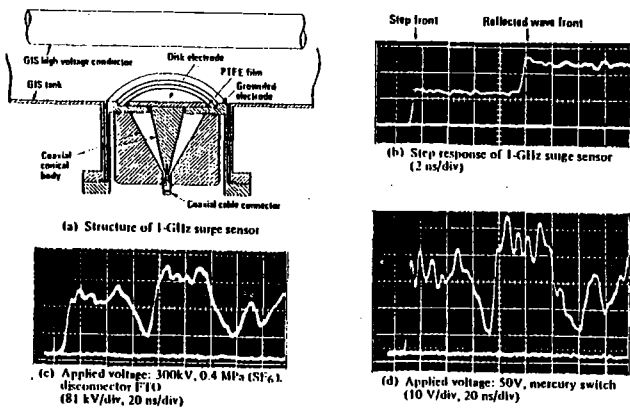 GIS high voltage conductor
Disk electrode
PTFE film
Grounded
electrode
GIS tank
Coaxial
conical
body
Coaxial cable connector
(a) Structure of 1-GHz surge sensor
Step front
Reflected wave front
(b) Step response of 1-GHz surge sensor
(2 ns/div)
(c) Applied voltage: 300kV, 0.4 MPa (SF₆),
disconnector FTO
(81 kV/div, 20 ns/div)
(d) Applied voltage: 50V, mercury switch
(10 V/div, 20 ns/div)